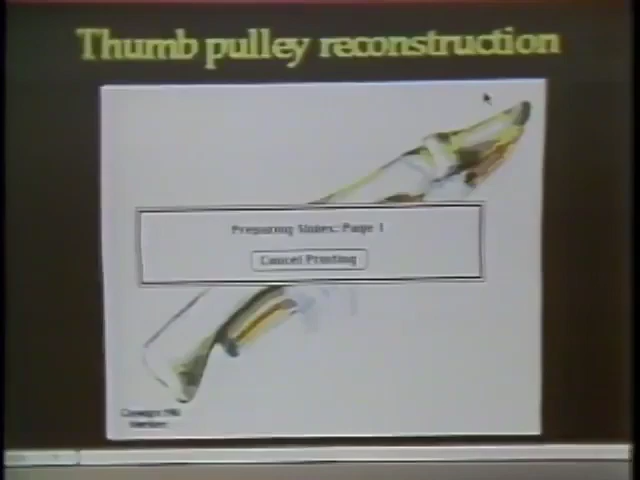 Thumb pulley reconstruction
Preparing Slides: Page 1
Cancel Printing